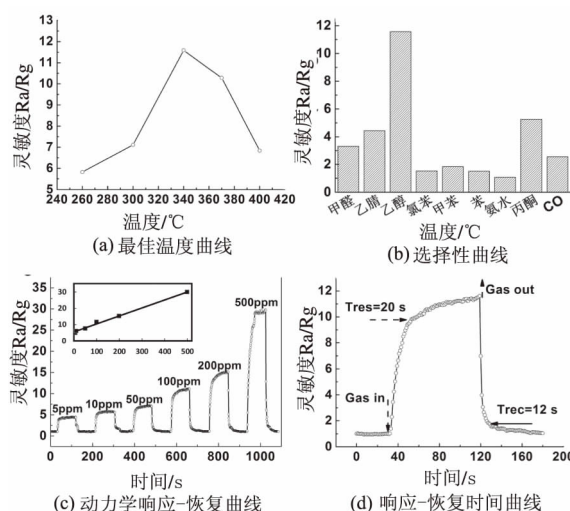 灵敏度Ra/Rg
13
12
11
10
9
8
7
6
5
240 260 280 300 320 340 360 380 400 420
温度/℃
(a) 最佳温度曲线
灵敏度Ra/Rg
12
10
8
6
4
2
0
甲醛 乙腈 乙醇 氯苯 甲苯 苯 氨水 丙酮 CO
温度/℃
(b) 选择性曲线
灵敏度Ra/Rg
35
30
25
20
15
10
5
0
30
20
10
0
0 100 200 300 400 500
5ppm
10ppm
50ppm
100ppm
200ppm
500ppm
0 200 400 600 800 1000
时间/s
(c) 动力学响应-恢复曲线
灵敏度Ra/Rg
12
10
8
6
4
2
0
Gas out
Tres=20 s
Gas in
Trec=12 s
0 40 80 120 160 200
时间/s
(d) 响应-恢复时间曲线